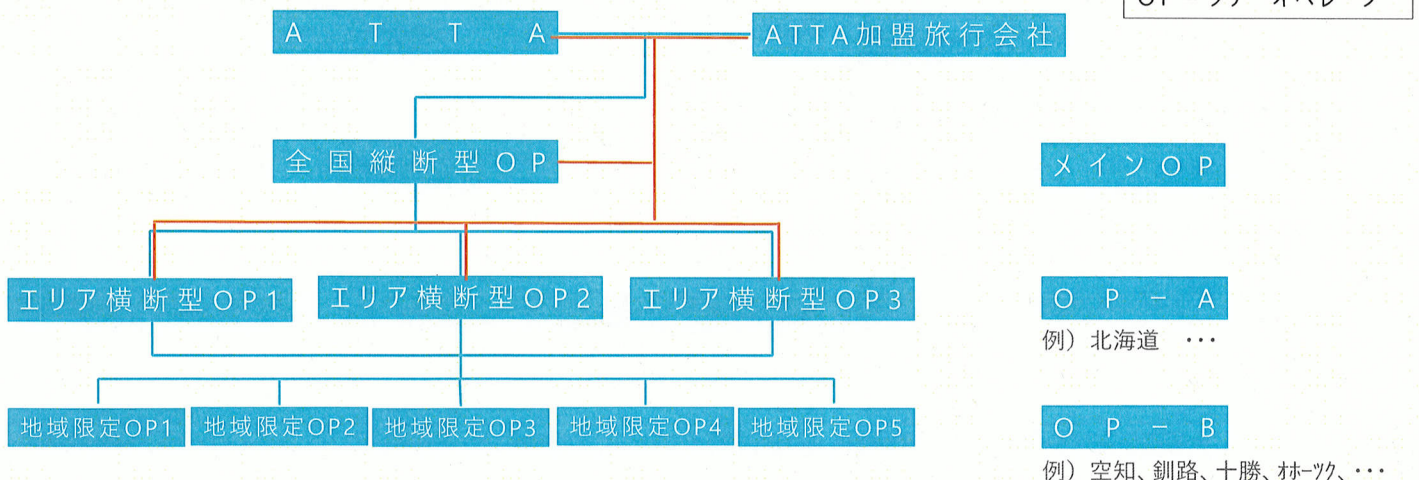 ATTA
ATTA加盟旅行会社
全国縦断型OP
メインOP
エリア横断型OP1
エリア横断型OP2
エリア横断型OP3
OP－A
例）北海道 ･･･
地域限定OP1
地域限定OP2
地域限定OP3
地域限定OP4
地域限定OP5
OP－B
例）空知、釧路、十勝、ｵﾎｰﾂｸ、･･･